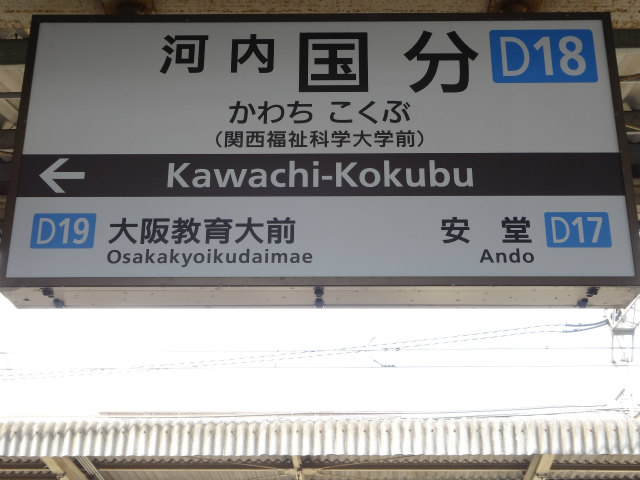 河内国分 D18
かわち こくぶ
(関西福祉科学大学前)
← Kawachi-Kokubu
D19 大阪教育大前 安堂 D17
Osakakyoikudaimae Ando